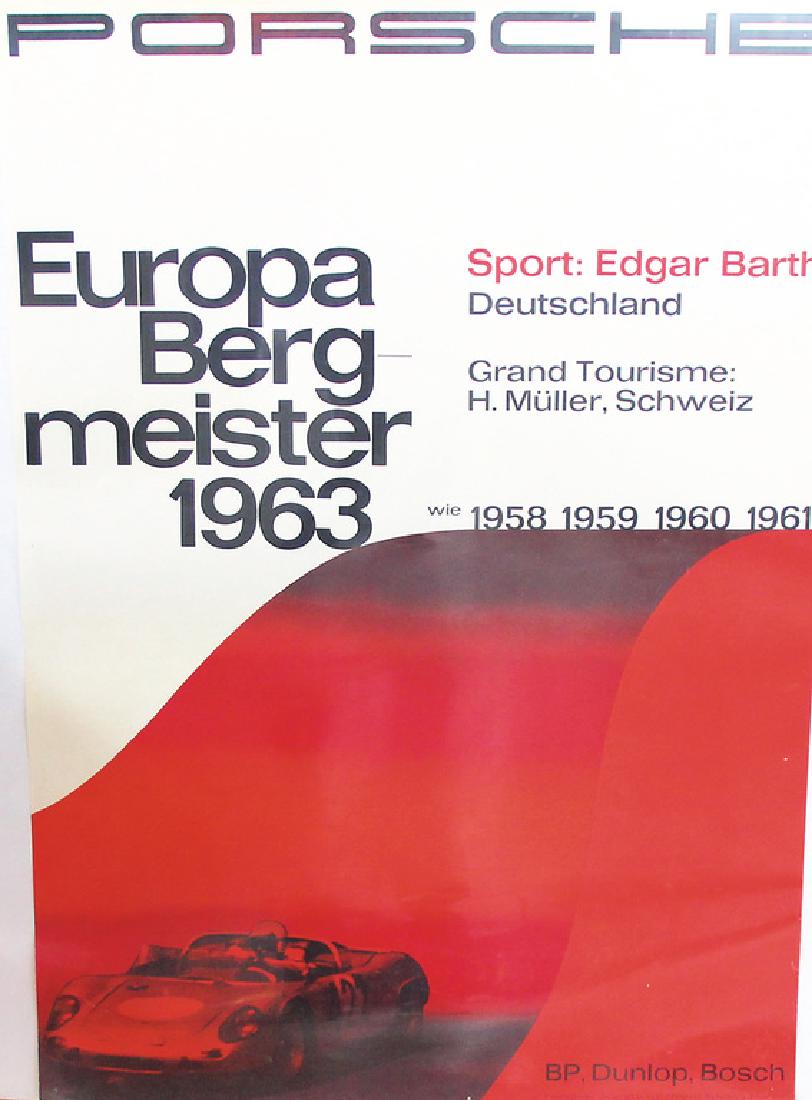 PORSCHE
Europa
Berg-
meister
1963
Sport: Edgar Barth
Deutschland
Grand Tourisme:
H. Müller, Schweiz
wie 1958 1959 1960 1961
BP, Dunlop, Bosch